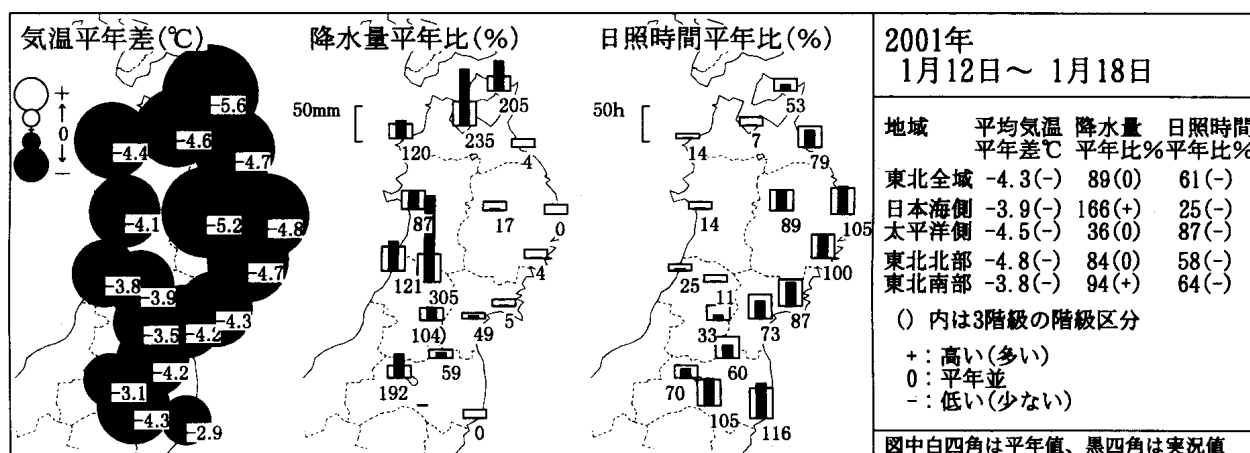 気温平年差(℃)
+
↑
0
↓
−
-5.6
-4.6
-4.4
-4.7
-4.1
-5.2
-4.8
-4.7
-3.8
-3.9
-4.3
-3.5
-4.2
-4.2
-3.1
-4.3
-2.9
降水量平年比(%)
50mm
205
235
120
4
87
17
0
4
121
305
5
104)
49
59
192
−
0
日照時間平年比(%)
50h
53
7
14
79
14
89
105
100
25
11
87
33
73
60
70
105
116
2001年
1月12日～ 1月18日
地域 平均気温 降水量 日照時間
平年差℃ 平年比% 平年比%
東北全域 -4.3(-) 89(0) 61(-)
日本海側 -3.9(-) 166(+) 25(-)
太平洋側 -4.5(-) 36(0) 87(-)
東北北部 -4.8(-) 84(0) 58(-)
東北南部 -3.8(-) 94(+) 64(-)
() 内は3階級の階級区分
+：高い(多い)
0：平年並
-：低い(少ない)
図中白四角は平年値、黒四角は実況値